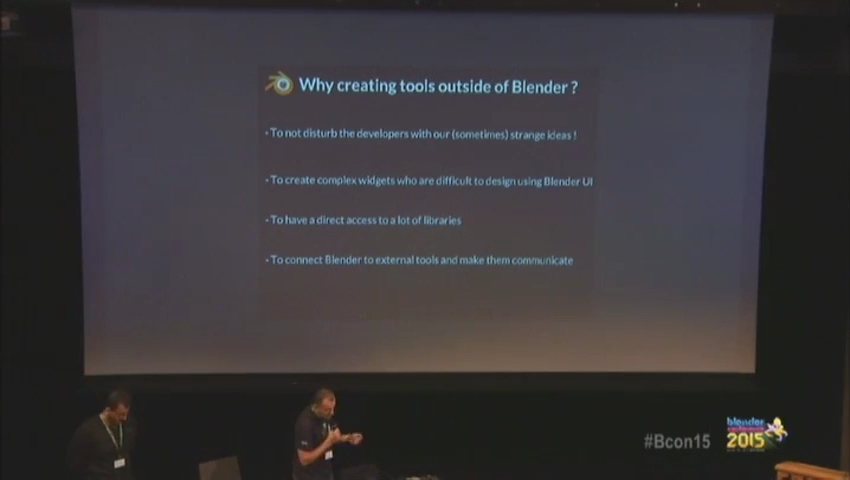 Why creating tools outside of Blender ?
- To not disturb the developers with our (sometimes) strange ideas !
- To create complex widgets who are difficult to design using Blender UI
- To have a direct access to a lot of libraries
- To connect Blender to external tools and make them communicate
#Bcon15
blender
conference
2015